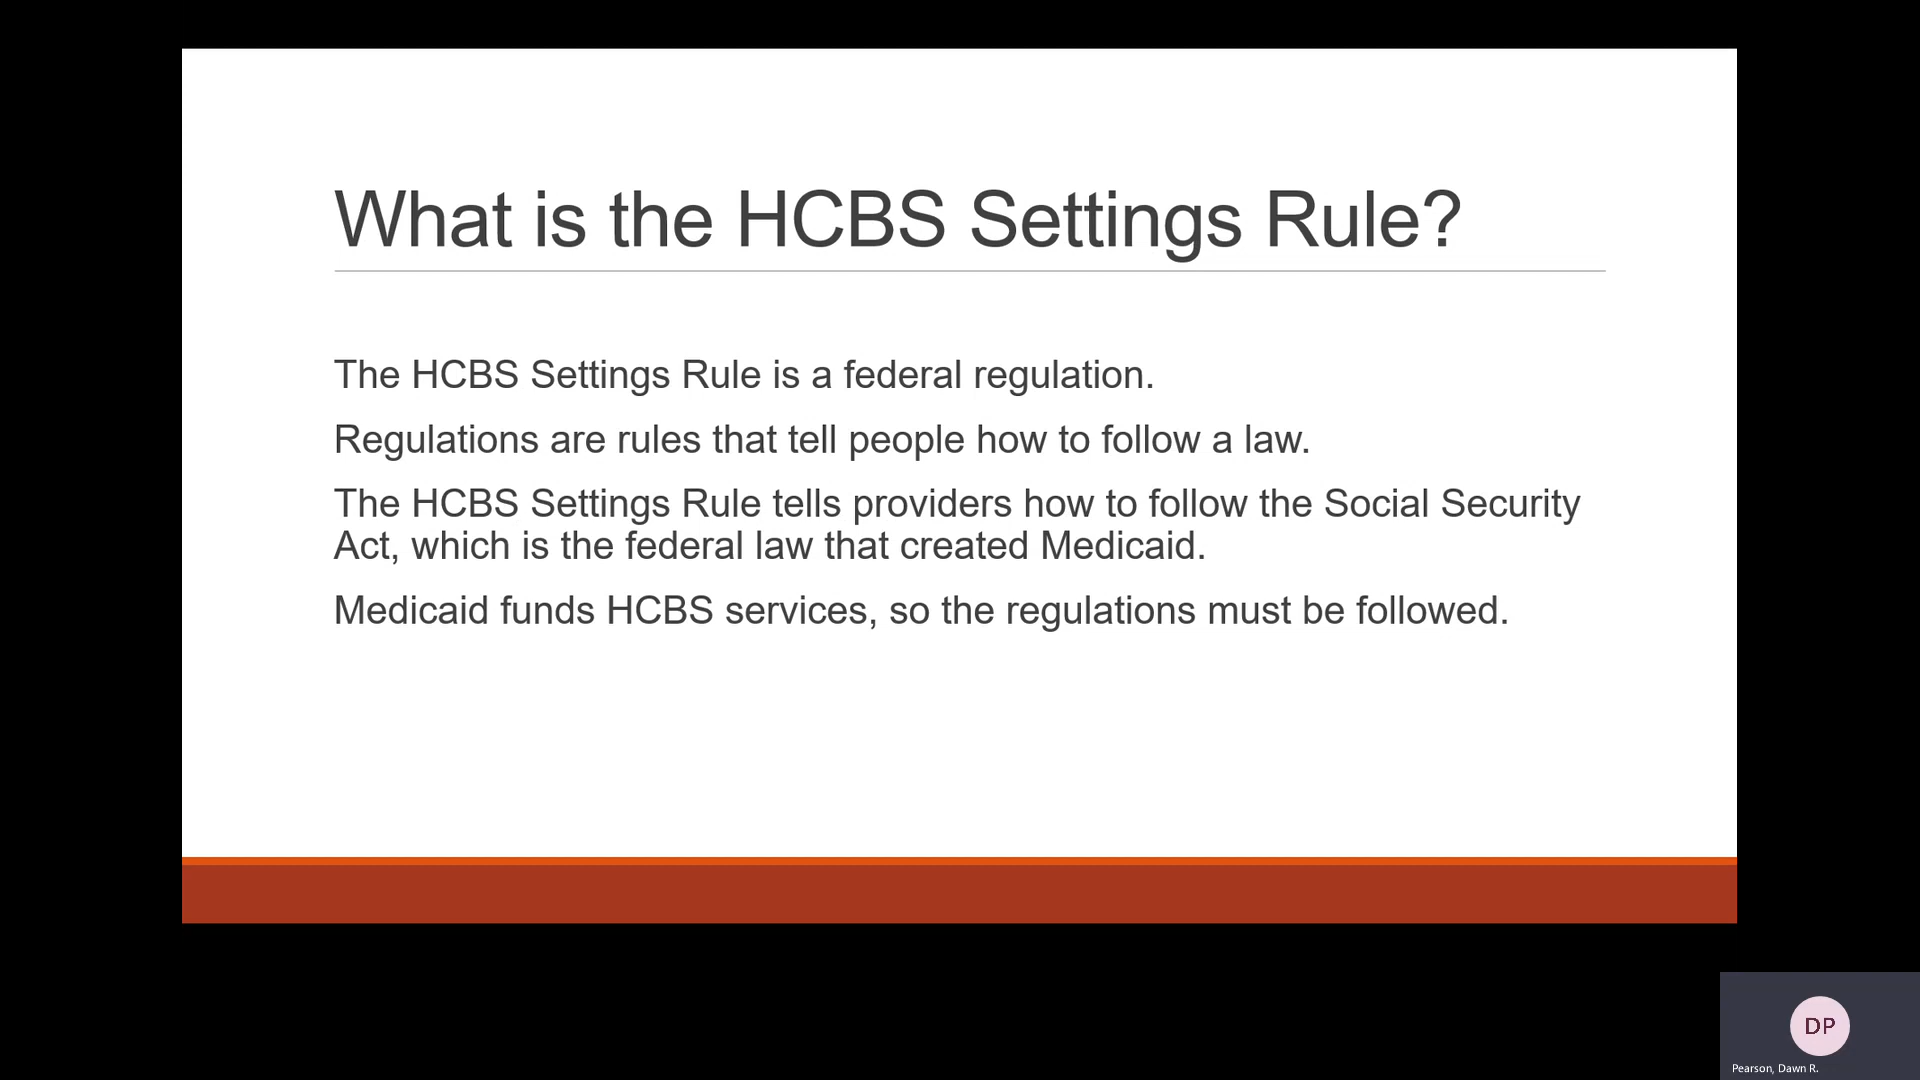 What is the HCBS Settings Rule?
The HCBS Settings Rule is a federal regulation.
Regulations are rules that tell people how to follow a law.
The HCBS Settings Rule tells providers how to follow the Social Security
Act, which is the federal law that created Medicaid.
Medicaid funds HCBS services, so the regulations must be followed.
DP
Pearson, Dawn R.